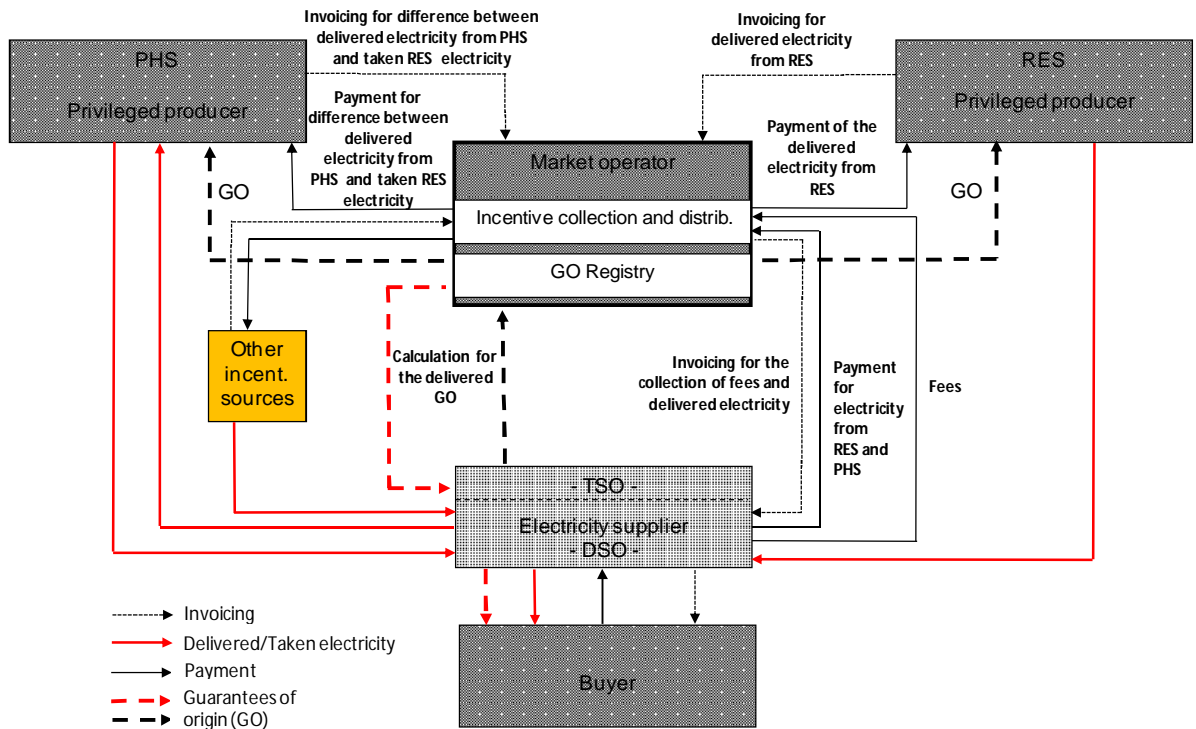 Invoicing for difference between
delivered electricity from PHS
and taken RES electricity
Invoicing for
delivered electricity
from RES
PHS
Privileged producer
RES
Privileged producer
Payment for
difference between
delivered
electricity from
PHS and taken RES
electricity
Payment of the
delivered
electricity from
RES
Market operator
Incentive collection and distrib.
GO Registry
GO
GO
Other
incent.
sources
Calculation for
the delivered
GO
Invoicing for the
collection of fees and
delivered electricity
Payment
for
electricity
from
RES and
PHS
Fees
- TSO -
Electricity supplier
- DSO -
Invoicing
Delivered/Taken electricity
Payment
Guarantees of
origin (GO)
Buyer